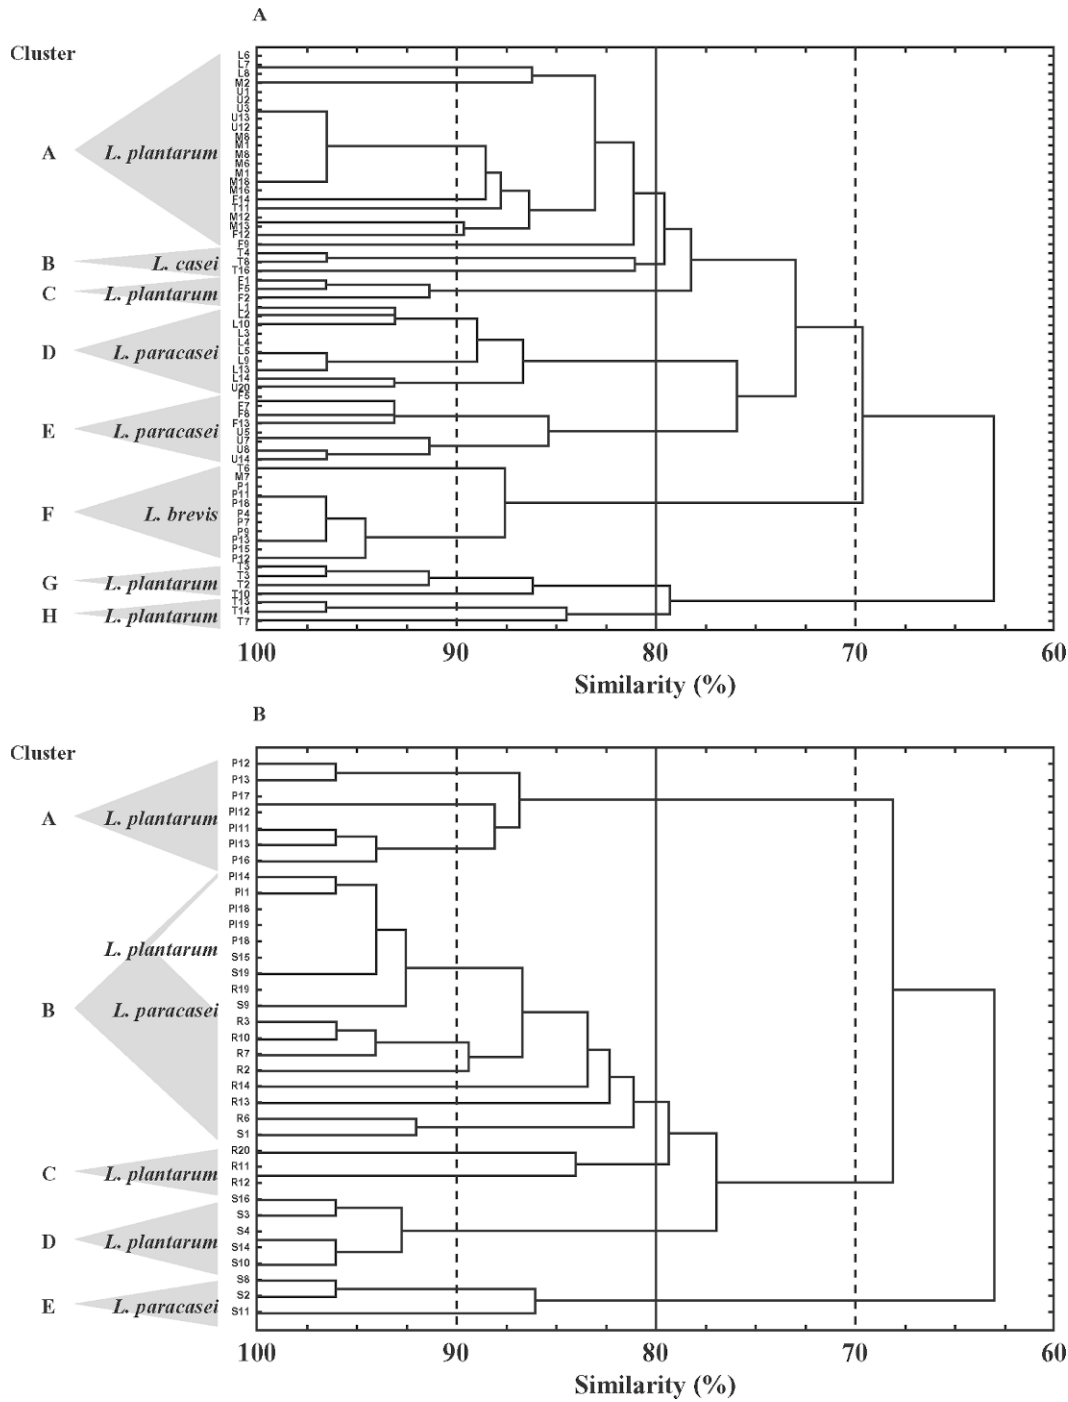 A
Cluster
L6
L7
L8
M2
U1
U2
U3
U13
U12
M8
M1
M8
M6
M1
M18
M16
F14
T11
M12
M13
F12
F9
A L. plantarum
T4
T8
T16
B L. casei
F1
F5
F2
C L. plantarum
L1
L2
L10
L3
L4
L5
L9
L13
L14
U20
D L. paracasei
F5
F7
F8
F13
U5
U7
U8
U14
E L. paracasei
T6
M7
P1
P11
P18
P4
P7
P9
P13
P15
P12
F L. brevis
T3
T3
T2
T10
G L. plantarum
T13
T14
T7
H L. plantarum
100 90 80 70 60
Similarity (%)
B
Cluster
P12
P13
P17
PI12
PI11
PI13
P16
A L. plantarum
PI14
PI1
PI18
PI19
P18
S15
S19
R19
S9
R3
R10
R7
R2
R14
R13
R6
S1
L. plantarum
B L. paracasei
R20
R11
R12
C L. plantarum
S16
S3
S4
S14
S10
D L. plantarum
S8
S2
S11
E L. paracasei
100 90 80 70 60
Similarity (%)